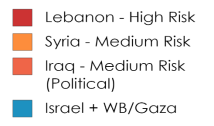 Lebanon - High Risk
Syria - Medium Risk
Iraq - Medium Risk
(Political)
Israel + WB/Gaza